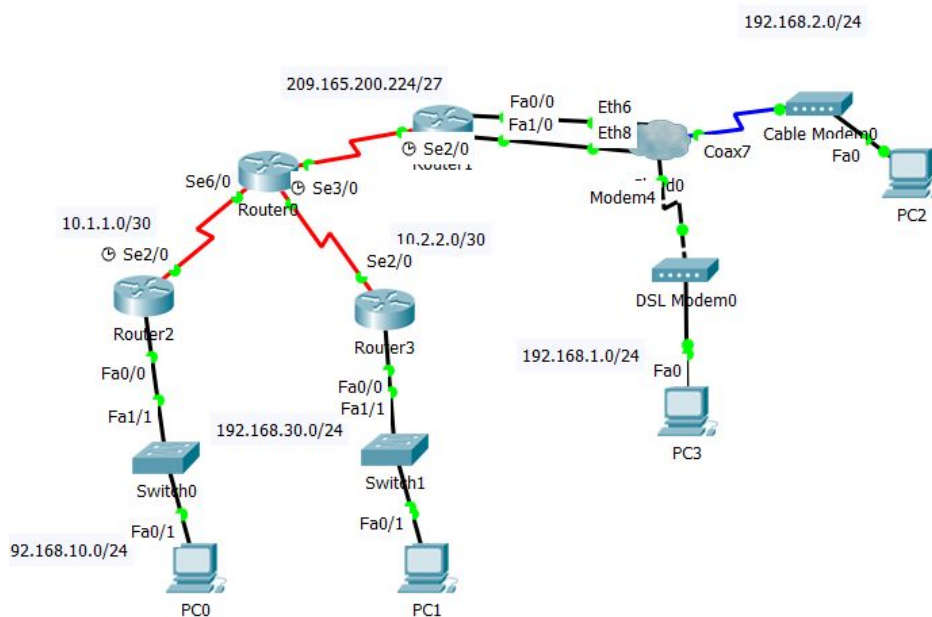 192.168.2.0/24
209.165.200.224/27
Fa0/0
Eth6
Fa1/0
Eth8
Cable Modem0
Se2/0
Coax7
Fa0
Router1
Se6/0
Se3/0
Modem4
PC2
Router0
10.1.1.0/30
10.2.2.0/30
Se2/0
Se2/0
DSL Modem0
Router2
Router3
192.168.1.0/24
Fa0
Fa0/0
Fa0/0
Fa1/1
Fa1/1
192.168.30.0/24
PC3
Switch0
Switch1
Fa0/1
Fa0/1
92.168.10.0/24
PC0
PC1